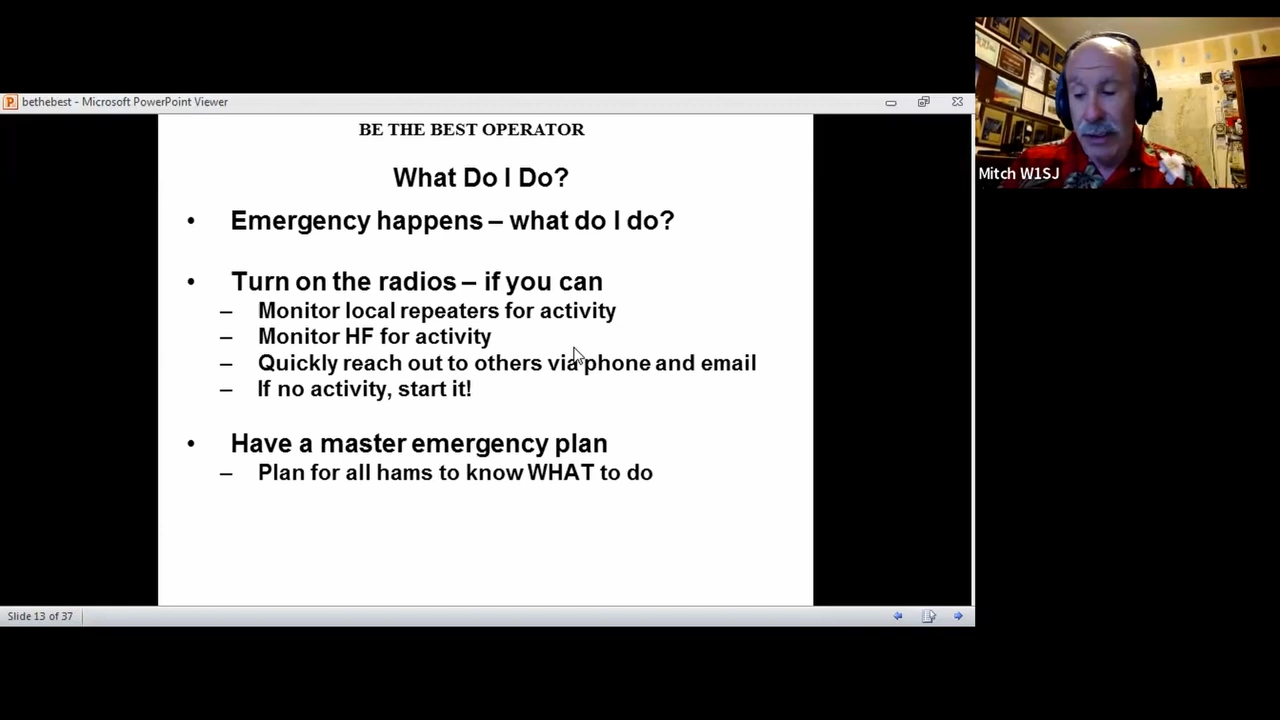 bethebest - Microsoft PowerPoint Viewer
BE THE BEST OPERATOR
What Do I Do?
• Emergency happens – what do I do?
• Turn on the radios – if you can
– Monitor local repeaters for activity
– Monitor HF for activity
– Quickly reach out to others via phone and email
– If no activity, start it!
• Have a master emergency plan
– Plan for all hams to know WHAT to do
Slide 13 of 37
Mitch W1SJ